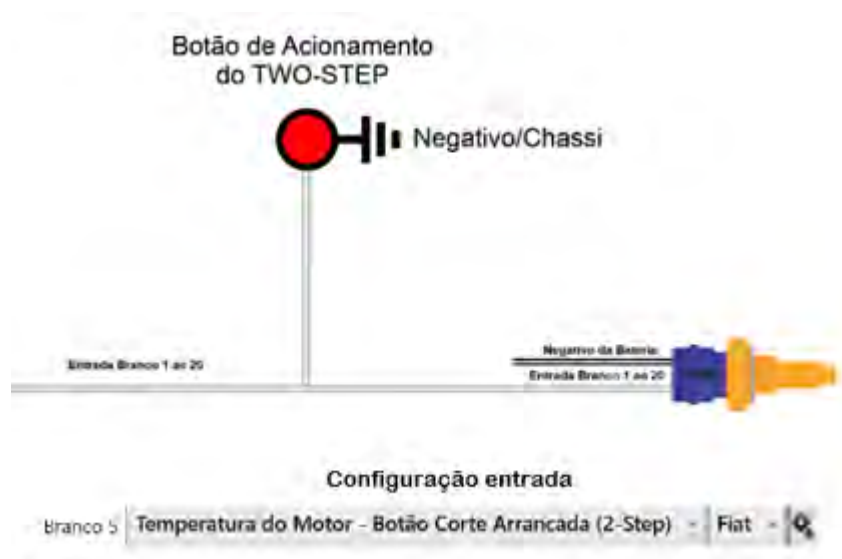 Botão de Acionamento
do TWO-STEP
Negativo/Chassi
Negativo da Bateria
Entrada Branco 1 ao 20
Entrada Branco 1 ao 20
Configuração entrada
Branco 5 Temperatura do Motor - Botão Corte Arrancada (2-Step) Fiat